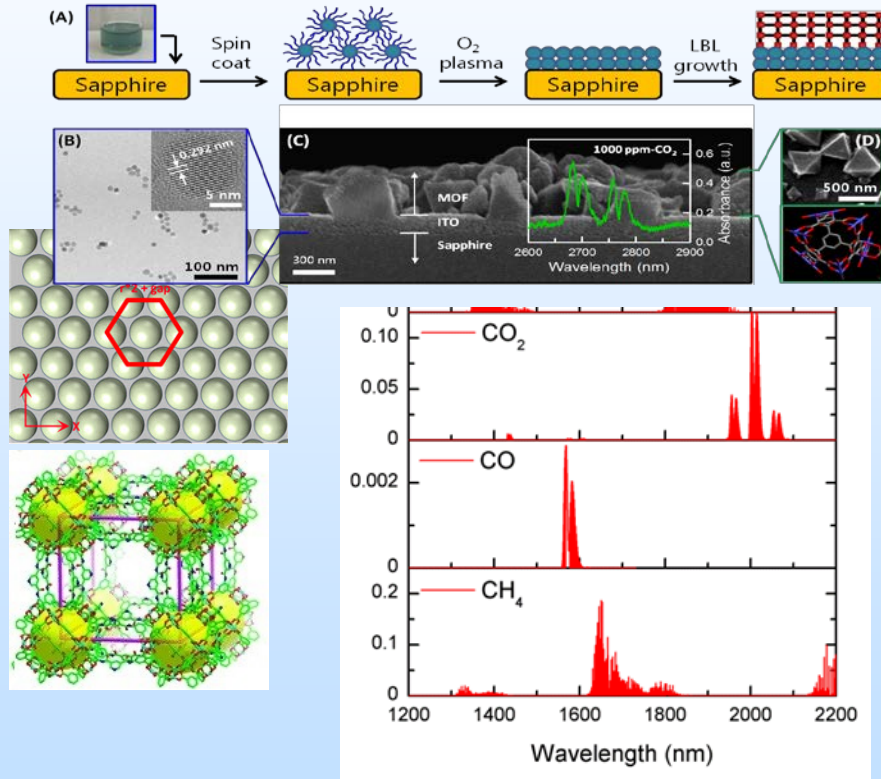 (A)
Spin
coat
O2
plasma
LBL
growth
Sapphire
Sapphire
Sapphire
Sapphire
(B)
0.292 nm
5 nm
100 nm
(C)
1000 ppm-CO2
MOF
ITO
Sapphire
300 nm
0.6
0.4
0.2
0.0
Absorbance (a.u.)
2600 2700 2800 2900
Wavelength (nm)
(D)
500 nm
r*2 + gap
Y
X
0
0.10
CO2
0.05
0
CO
0.002
0
0.2
CH4
0.1
0
1200 1400 1600 1800 2000 2200
Wavelength (nm)